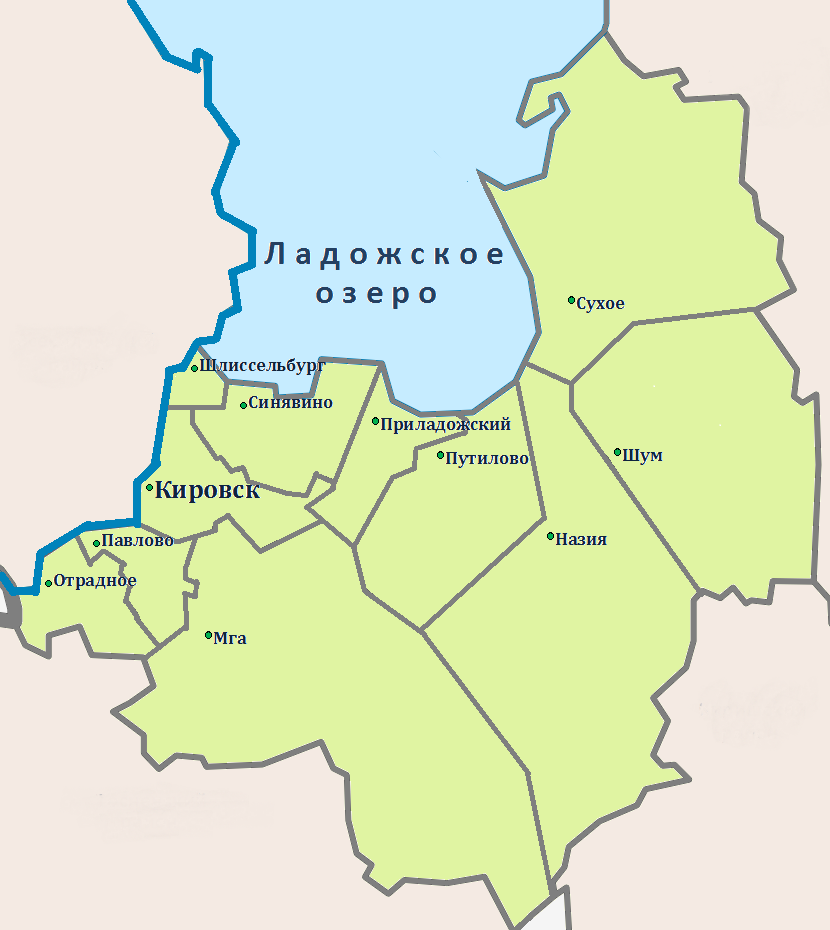 Ладожское
озеро
Сухое
Шлиссельбург
Синявино
Приладожский
Путилово
Шум
Кировск
Назия
Павлово
Отрадное
Мга